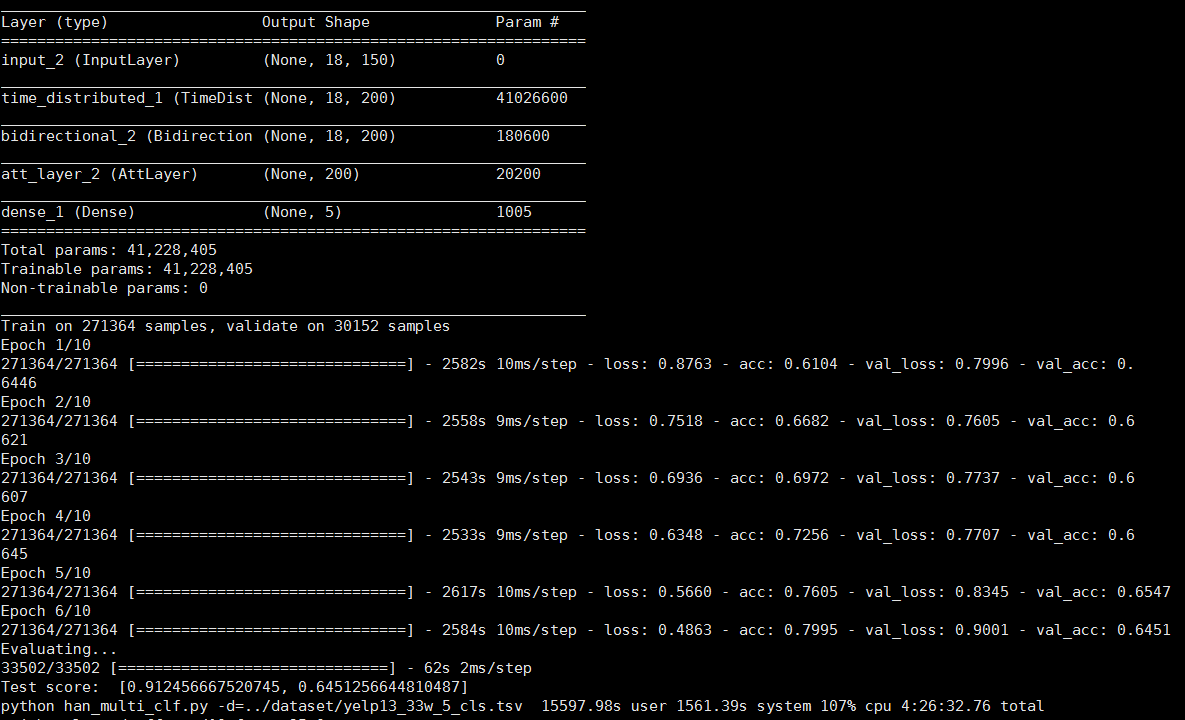 Layer (type)                 Output Shape              Param #
=================================================================
input_2 (InputLayer)         (None, 18, 150)           0
_________________________________________________________________
time_distributed_1 (TimeDist (None, 18, 200)           41026600
_________________________________________________________________
bidirectional_2 (Bidirection (None, 18, 200)           180600
_________________________________________________________________
att_layer_2 (AttLayer)       (None, 200)               20200
_________________________________________________________________
dense_1 (Dense)              (None, 5)                 1005
=================================================================
Total params: 41,228,405
Trainable params: 41,228,405
Non-trainable params: 0
_________________________________________________________________
Train on 271364 samples, validate on 30152 samples
Epoch 1/10
271364/271364 [==============================] - 2582s 10ms/step - loss: 0.8763 - acc: 0.6104 - val_loss: 0.7996 - val_acc: 0.
6446
Epoch 2/10
271364/271364 [==============================] - 2558s 9ms/step - loss: 0.7518 - acc: 0.6682 - val_loss: 0.7605 - val_acc: 0.6
621
Epoch 3/10
271364/271364 [==============================] - 2543s 9ms/step - loss: 0.6936 - acc: 0.6972 - val_loss: 0.7737 - val_acc: 0.6
607
Epoch 4/10
271364/271364 [==============================] - 2533s 9ms/step - loss: 0.6348 - acc: 0.7256 - val_loss: 0.7707 - val_acc: 0.6
645
Epoch 5/10
271364/271364 [==============================] - 2617s 10ms/step - loss: 0.5660 - acc: 0.7605 - val_loss: 0.8345 - val_acc: 0.6547
Epoch 6/10
271364/271364 [==============================] - 2584s 10ms/step - loss: 0.4863 - acc: 0.7995 - val_loss: 0.9001 - val_acc: 0.6451
Evaluating...
33502/33502 [==============================] - 62s 2ms/step
Test score:  [0.912456667520745, 0.6451256644810487]
python han_multi_clf.py -d=../dataset/yelp13_33w_5_cls.tsv  15597.98s user 1561.39s system 107% cpu 4:26:32.76 total